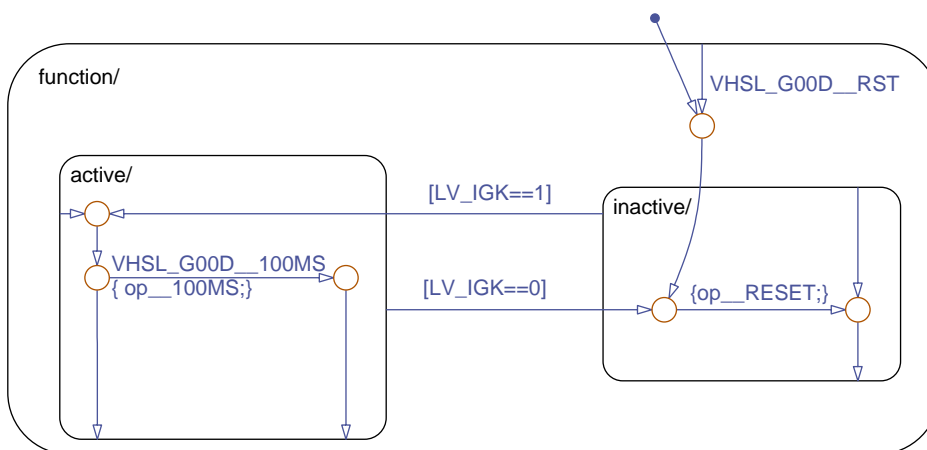 function/
VHSL_G00D__RST
active/
[LV_IGK==1]
inactive/
VHSL_G00D__100MS
{ op__100MS;}
[LV_IGK==0]
{op__RESET;}